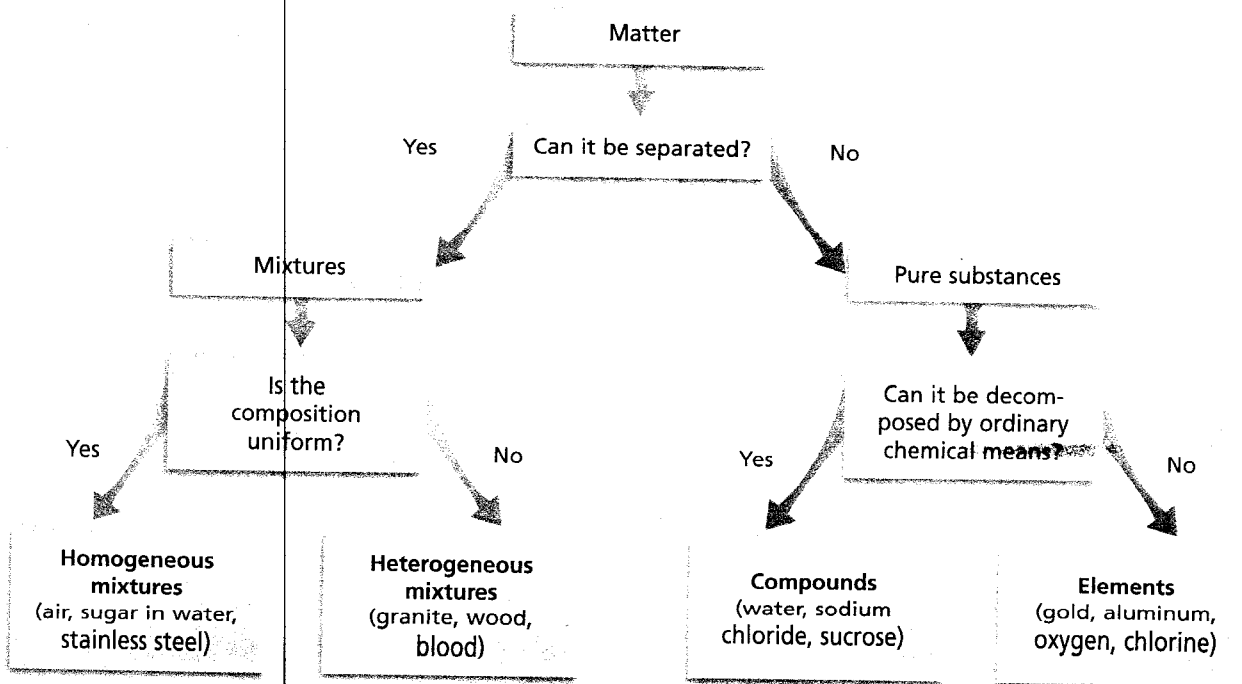 Matter
Yes
Can it be separated?
No
Mixtures
Pure substances
Is the
composition
uniform?
Can it be decom-
posed by ordinary
chemical means?
Yes
No
Yes
No
Homogeneous
mixtures
(air, sugar in water,
stainless steel)
Heterogeneous
mixtures
(granite, wood,
blood)
Compounds
(water, sodium
chloride, sucrose)
Elements
(gold, aluminum,
oxygen, chlorine)